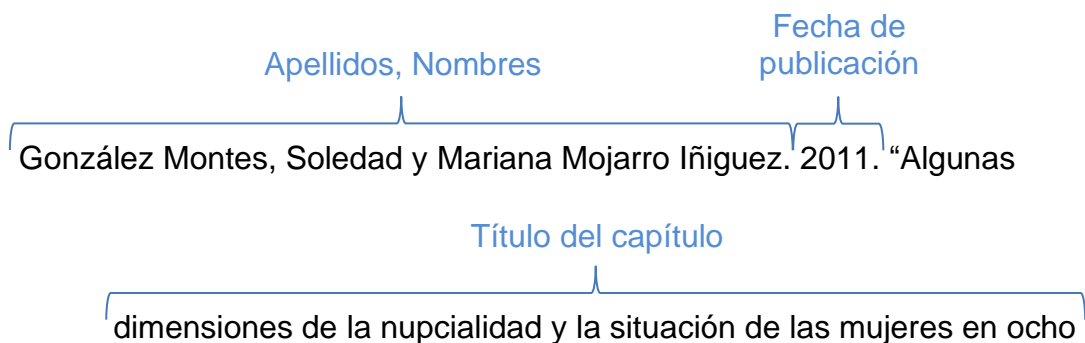 Fecha de
publicación
Apellidos, Nombres
González Montes, Soledad y Mariana Mojarro Iñiguez. 2011. “Algunas
Título del capítulo
dimensiones de la nupcialidad y la situación de las mujeres en ocho